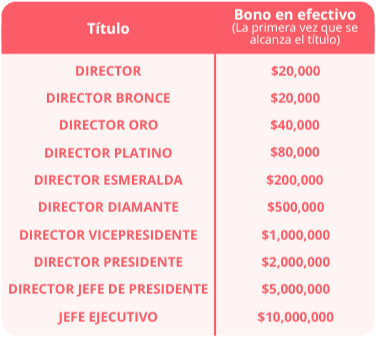 Título
Bono en efectivo
(La primera vez que se
alcanza el título)
DIRECTOR $20,000
DIRECTOR BRONCE $20,000
DIRECTOR ORO $40,000
DIRECTOR PLATINO $80,000
DIRECTOR ESMERALDA $200,000
DIRECTOR DIAMANTE $500,000
DIRECTOR VICEPRESIDENTE $1,000,000
DIRECTOR PRESIDENTE $2,000,000
DIRECTOR JEFE DE PRESIDENTE $5,000,000
JEFE EJECUTIVO $10,000,000